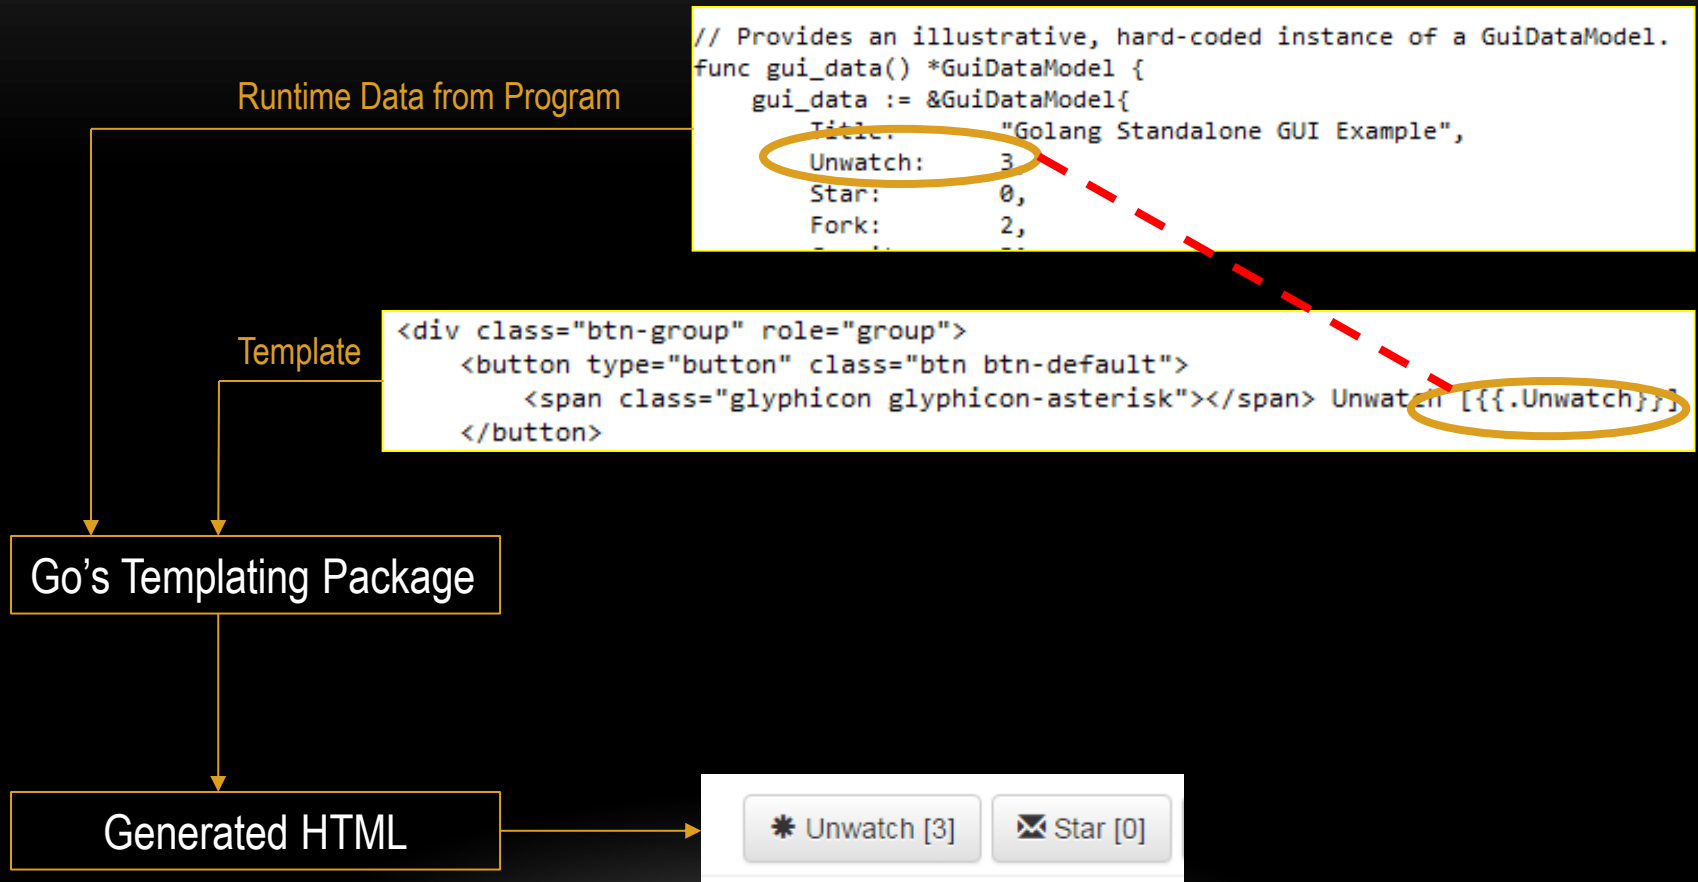 // Provides an illustrative, hard-coded instance of a GuiDataModel.
func gui_data() *GuiDataModel {
    gui_data := &GuiDataModel{
        Title:       "Golang Standalone GUI Example",
        Unwatch:     3,
        Star:        0,
        Fork:        2,
Runtime Data from Program
Template
<div class="btn-group" role="group">
    <button type="button" class="btn btn-default">
        <span class="glyphicon glyphicon-asterisk"></span> Unwatch [{{.Unwatch}}]
    </button>
Go’s Templating Package
Generated HTML
Unwatch [3] Star [0]